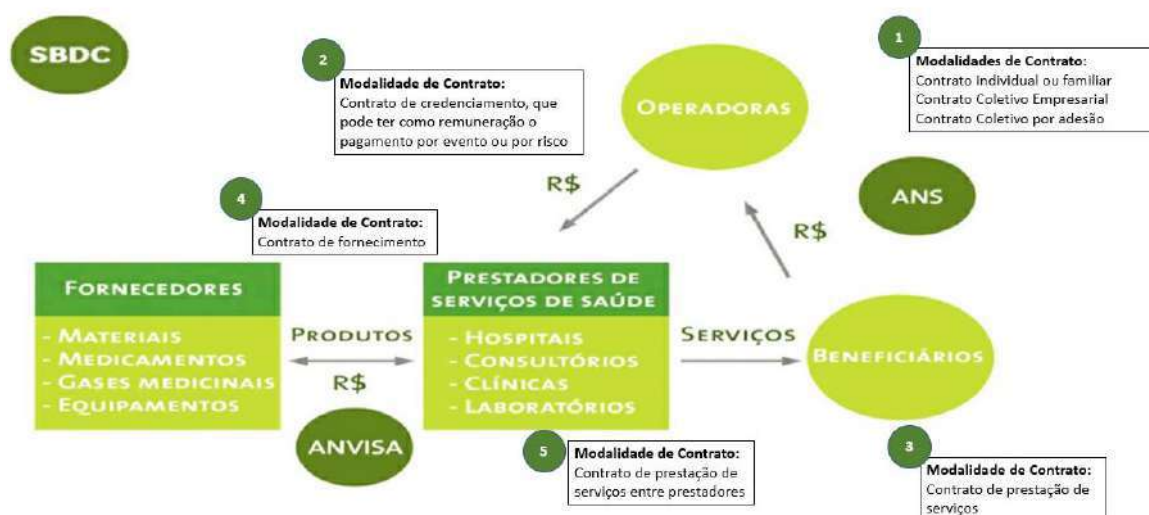 SBDC
2
Modalidade de Contrato:
Contrato de credenciamento, que
pode ter como remuneração o
pagamento por evento ou por risco
OPERADORAS
1
Modalidades de Contrato:
Contrato individual ou familiar
Contrato Coletivo Empresarial
Contrato Coletivo por adesão
R$
ANS
R$
4
Modalidade de Contrato:
Contrato de fornecimento
FORNECEDORES
- MATERIAIS
- MEDICAMENTOS
- GASES MEDICINAIS
- EQUIPAMENTOS
PRODUTOS
R$
ANVISA
PRESTADORES DE
SERVIÇOS DE SAÚDE
- HOSPITAIS
- CONSULTÓRIOS
- CLÍNICAS
- LABORATÓRIOS
SERVIÇOS
BENEFICIÁRIOS
5
Modalidade de Contrato:
Contrato de prestação de
serviços entre prestadores
3
Modalidade de Contrato:
Contrato de prestação de
serviços